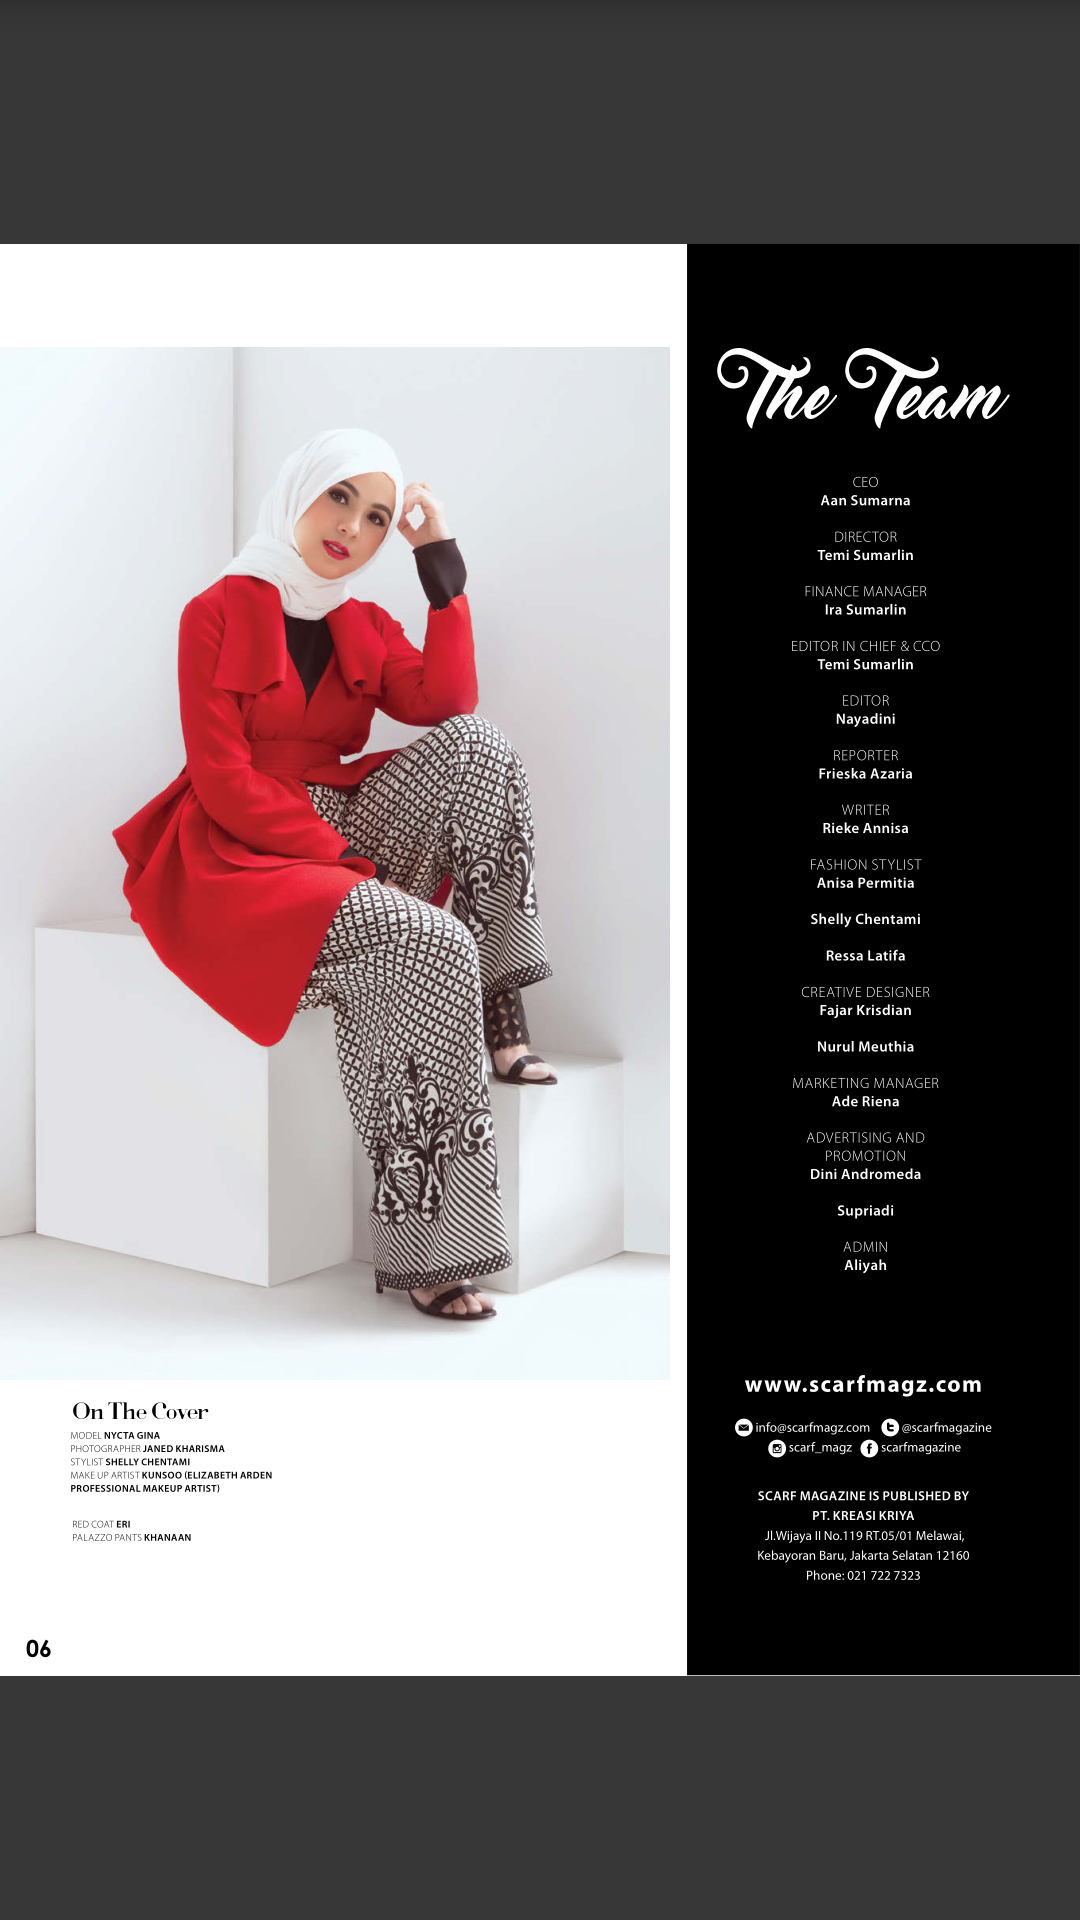 The Team
CEO
Aan Sumarna
DIRECTOR
Temi Sumarlin
FINANCE MANAGER
Ira Sumarlin
EDITOR IN CHIEF & CCO
Temi Sumarlin
EDITOR
Nayadini
REPORTER
Frieska Azaria
WRITER
Rieke Annisa
FASHION STYLIST
Anisa Permitia
Shelly Chentami
Ressa Latifa
CREATIVE DESIGNER
Fajar Krisdian
Nurul Meuthia
MARKETING MANAGER
Ade Riena
ADVERTISING AND
PROMOTION
Dini Andromeda
Supriadi
ADMIN
Aliyah
www.scarfmagz.com
info@scarfmagz.com @scarfmagazine
scarf_magz scarfmagazine
SCARF MAGAZINE IS PUBLISHED BY
PT. KREASI KRIYA
Jl.Wijaya II No.119 RT.05/01 Melawai,
Kebayoran Baru, Jakarta Selatan 12160
Phone: 021 722 7323
On The Cover
MODEL NYCTA GINA
PHOTOGRAPHER JANED KHARISMA
STYLIST SHELLY CHENTAMI
MAKE UP ARTIST KUNSOO (ELIZABETH ARDEN
PROFESSIONAL MAKEUP ARTIST)
RED COAT ERI
PALAZZO PANTS KHANAAN
06